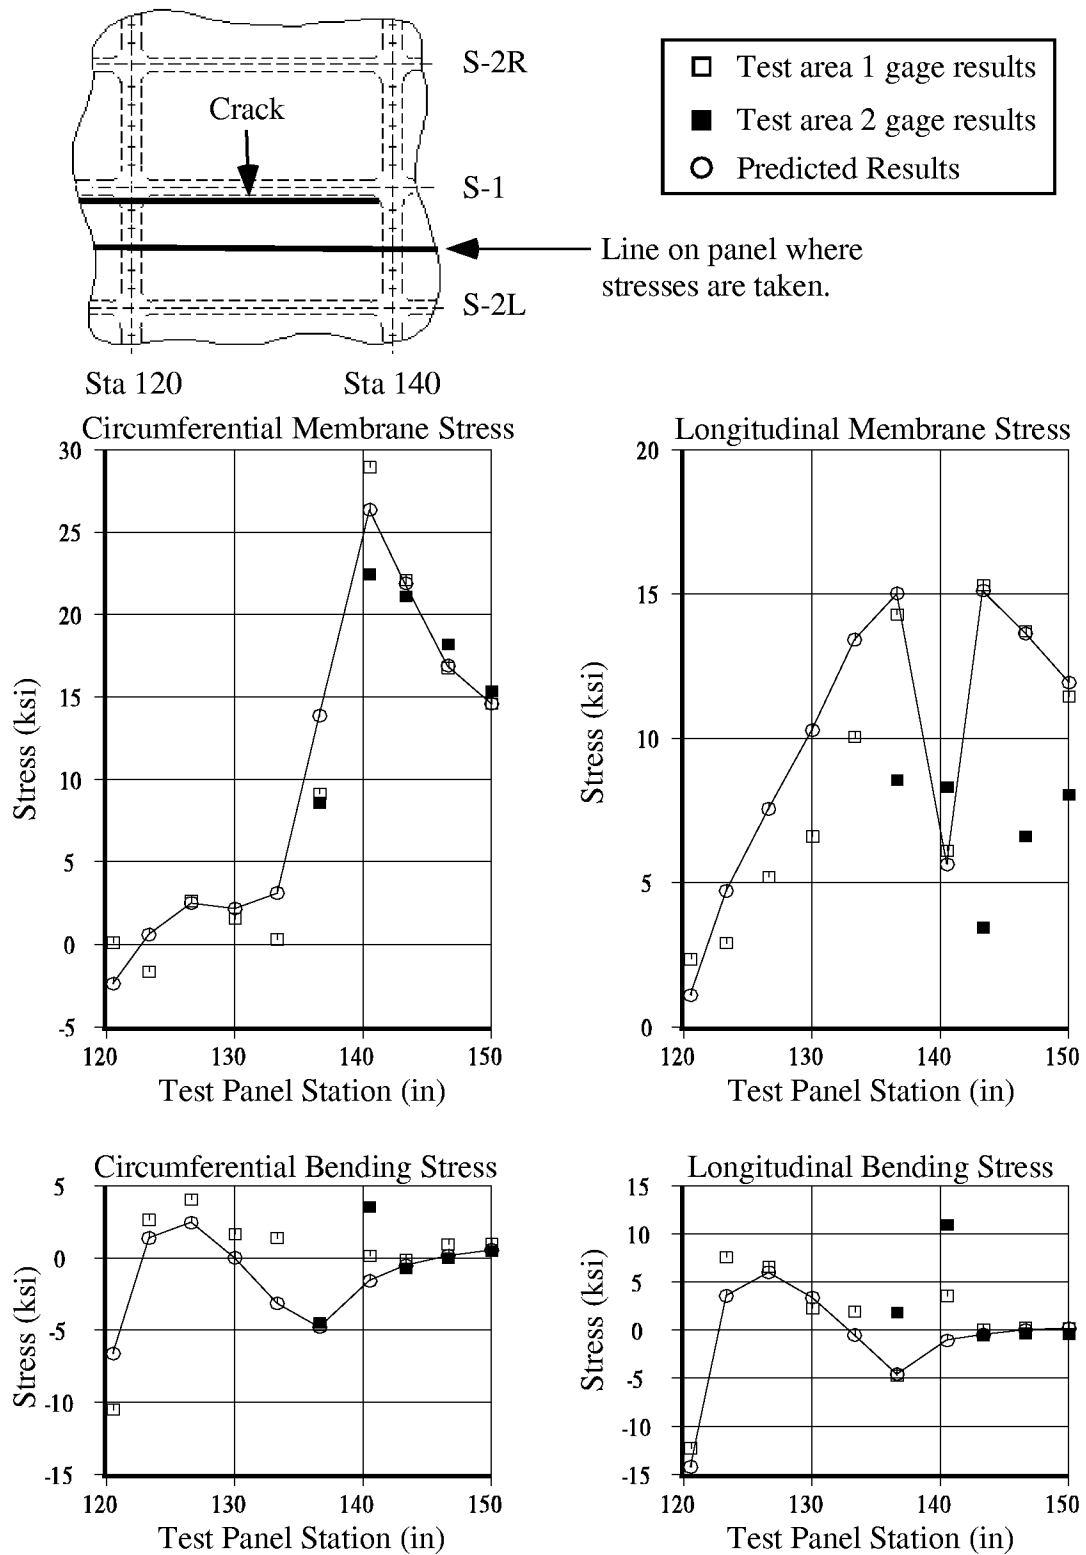 S-2R
Crack
S-1
Line on panel where
stresses are taken.
S-2L
Sta 120
Sta 140
Test area 1 gage results
Test area 2 gage results
Predicted Results
Circumferential Membrane Stress
30
25
20
15
10
5
0
-5
Stress (ksi)
120
130
140
150
Test Panel Station (in)
Longitudinal Membrane Stress
20
15
10
5
0
Stress (ksi)
120
130
140
150
Test Panel Station (in)
Circumferential Bending Stress
5
0
-5
-10
-15
Stress (ksi)
120
130
140
150
Test Panel Station (in)
Longitudinal Bending Stress
15
10
5
0
-5
-10
-15
Stress (ksi)
120
130
140
150
Test Panel Station (in)